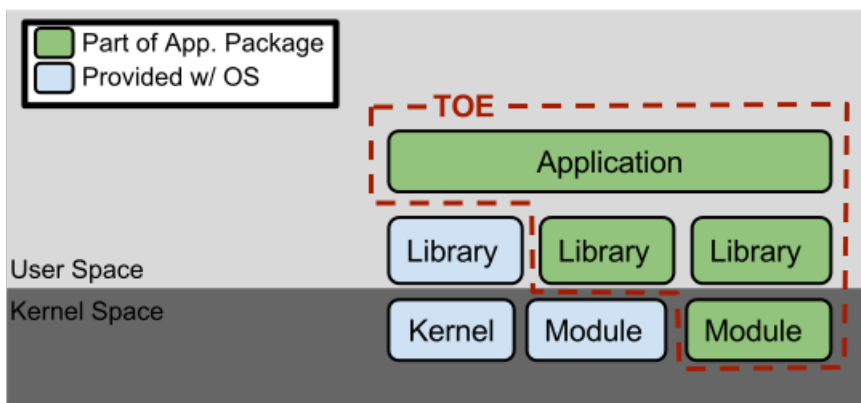 Part of App. Package
Provided w/ OS
TOE
Application
Library Library Library
User Space
Kernel Space
Kernel Module Module